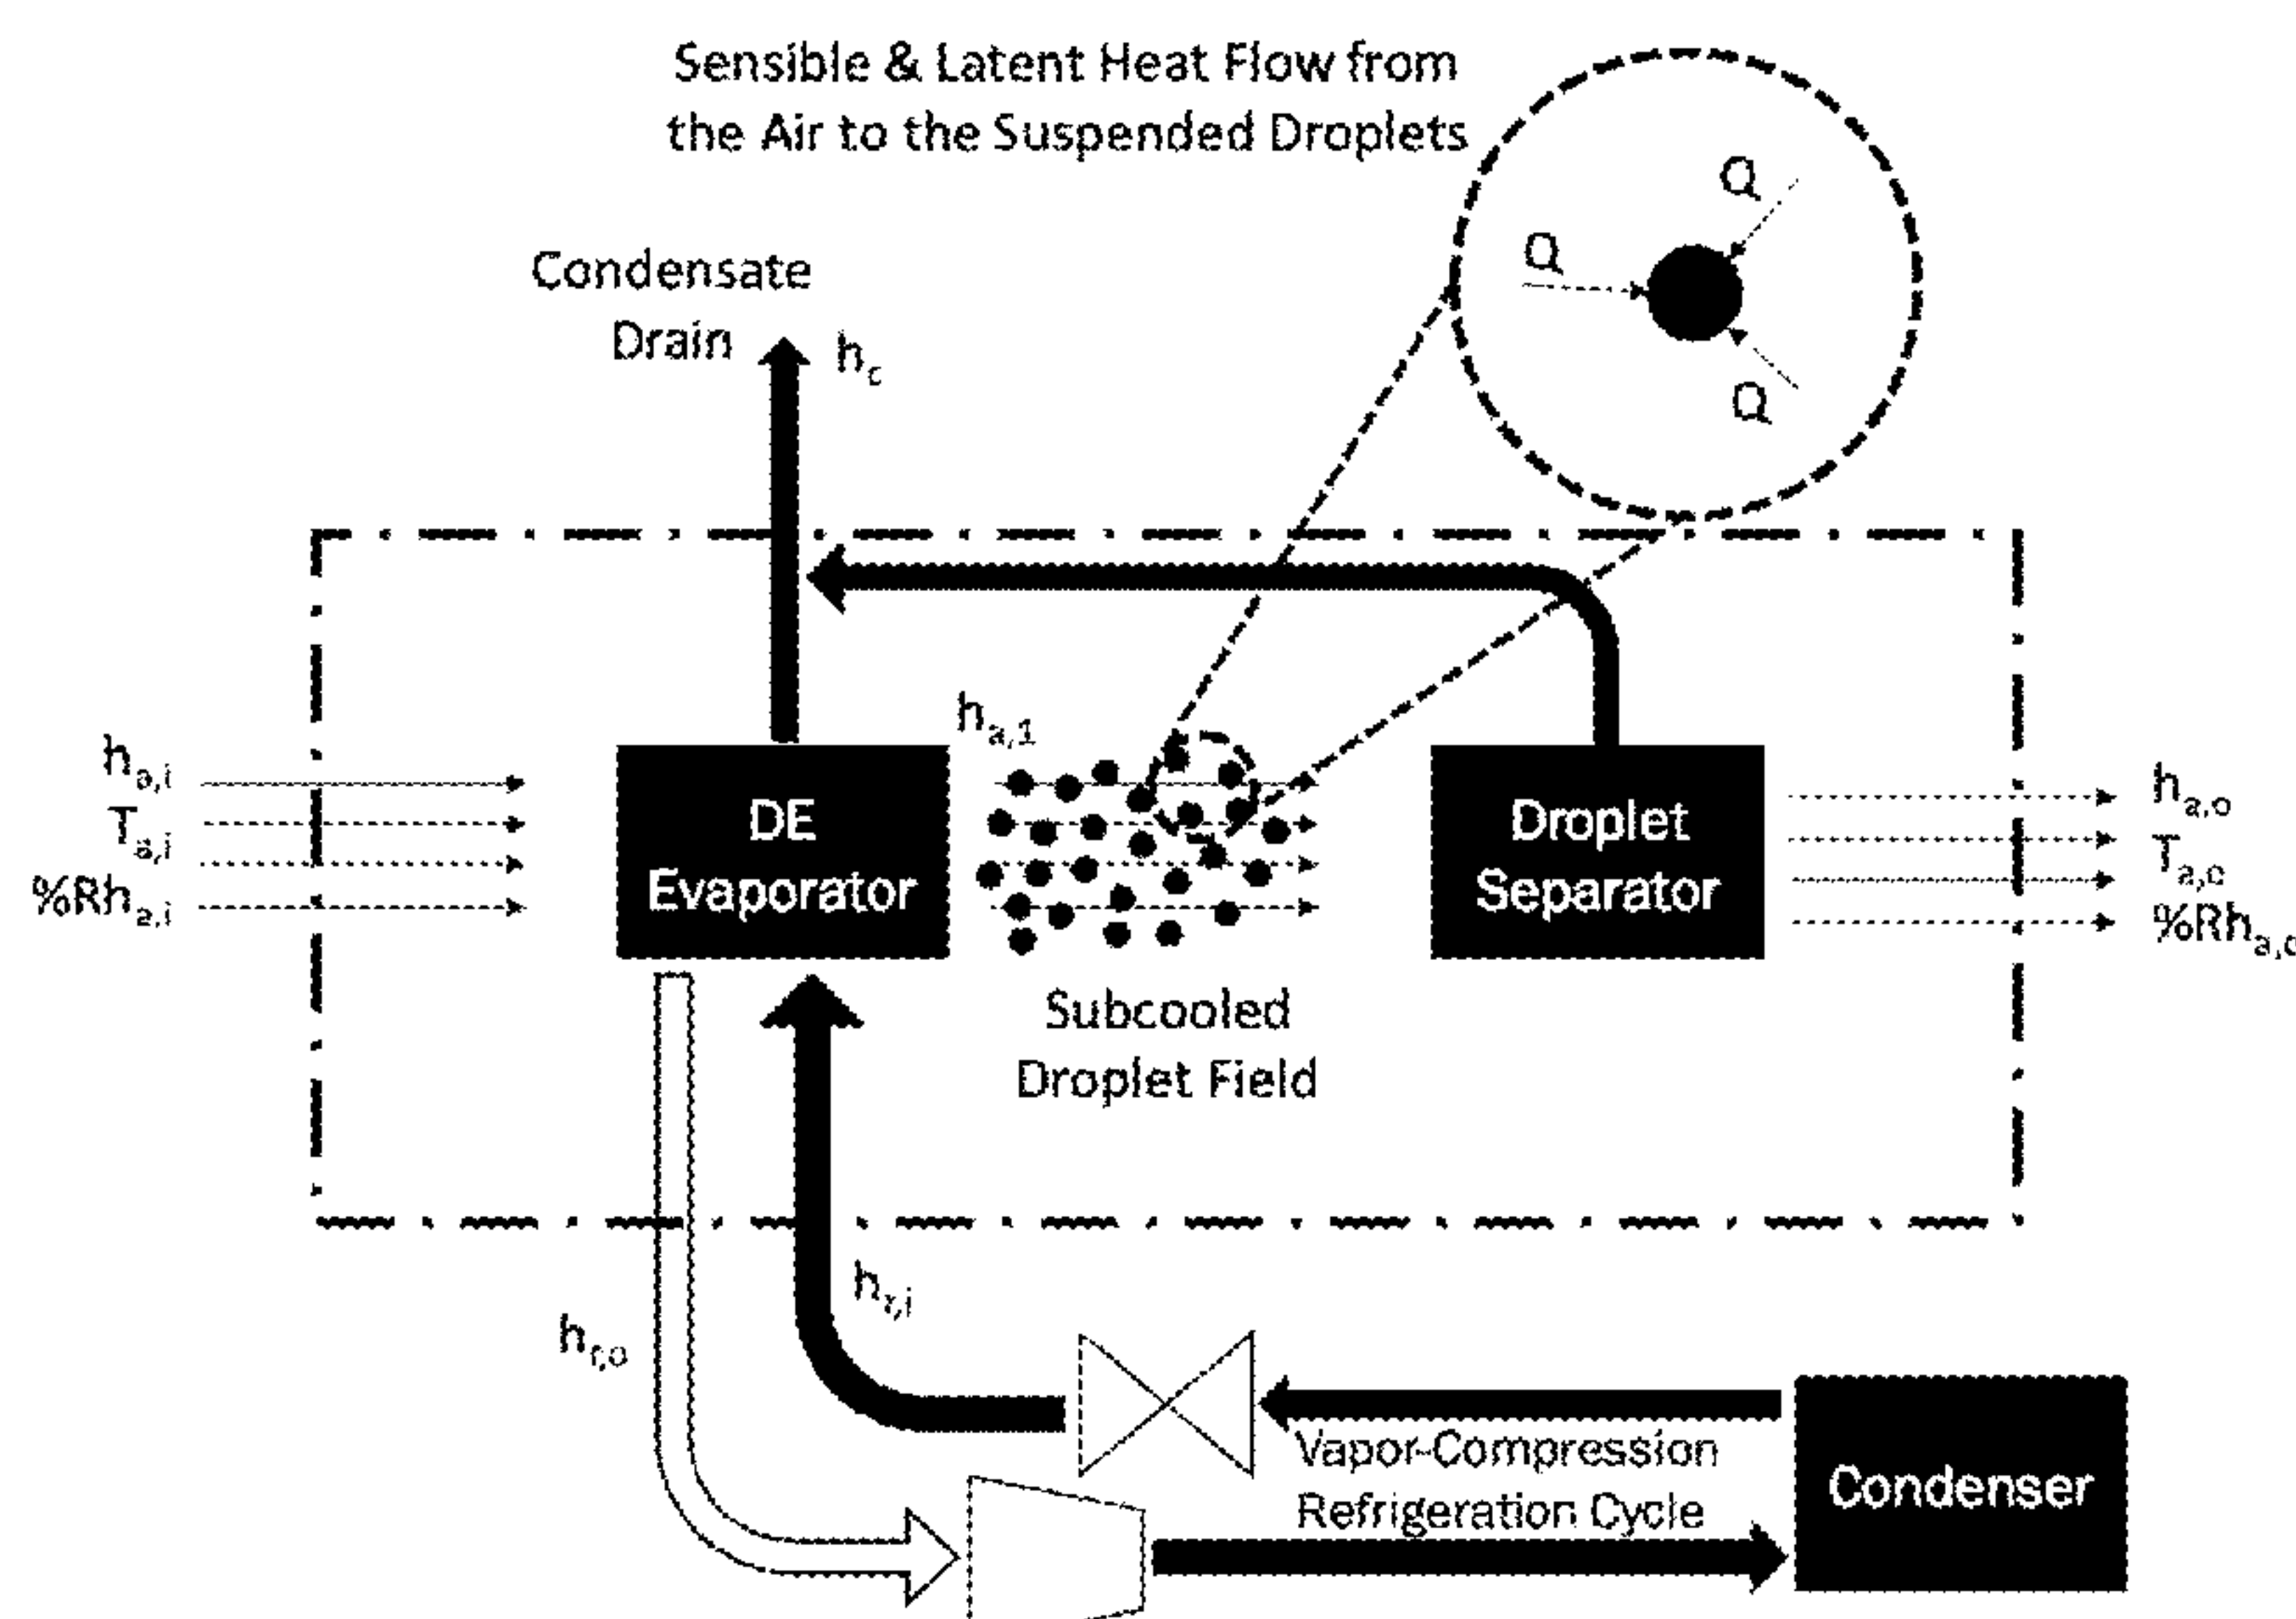 Sensible & Latent Heat Flow from
the Air to the Suspended Droplets
Q
Q
Q
Condensate
Drain
h_c
h_a,1
h_a,i
T_a,i
%Rh_a,i
DE
Evaporator
Droplet
Separator
h_a,o
T_a,o
%Rh_a,o
Subcooled
Droplet Field
h_r,i
h_r,o
Vapor-Compression
Refrigeration Cycle
Condenser